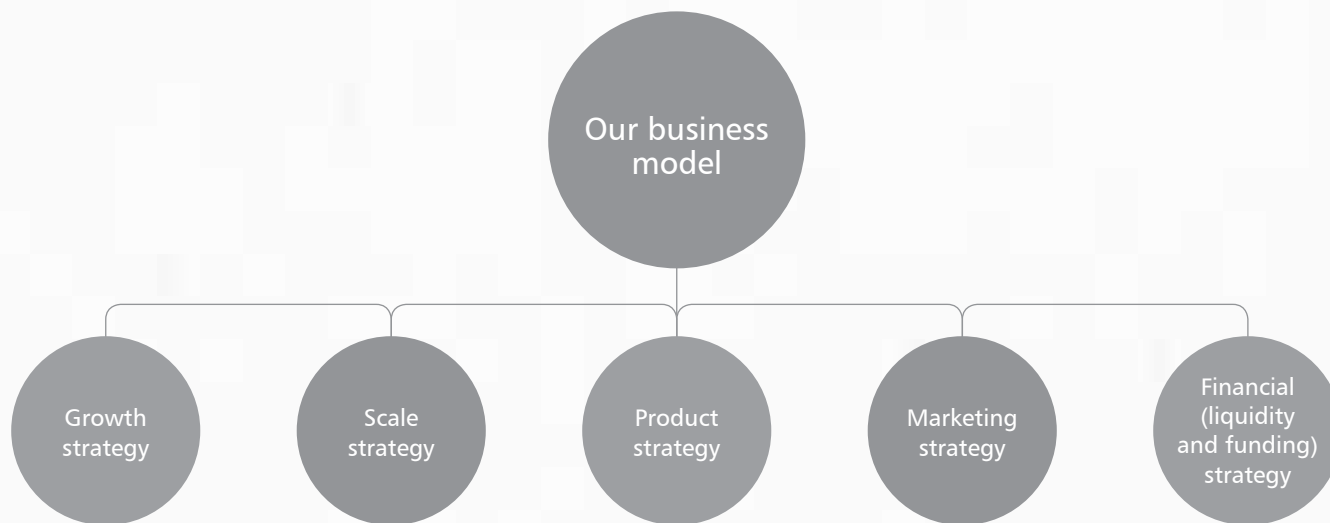 Our business
model
Growth
strategy
Scale
strategy
Product
strategy
Marketing
strategy
Financial
(liquidity
and funding)
strategy